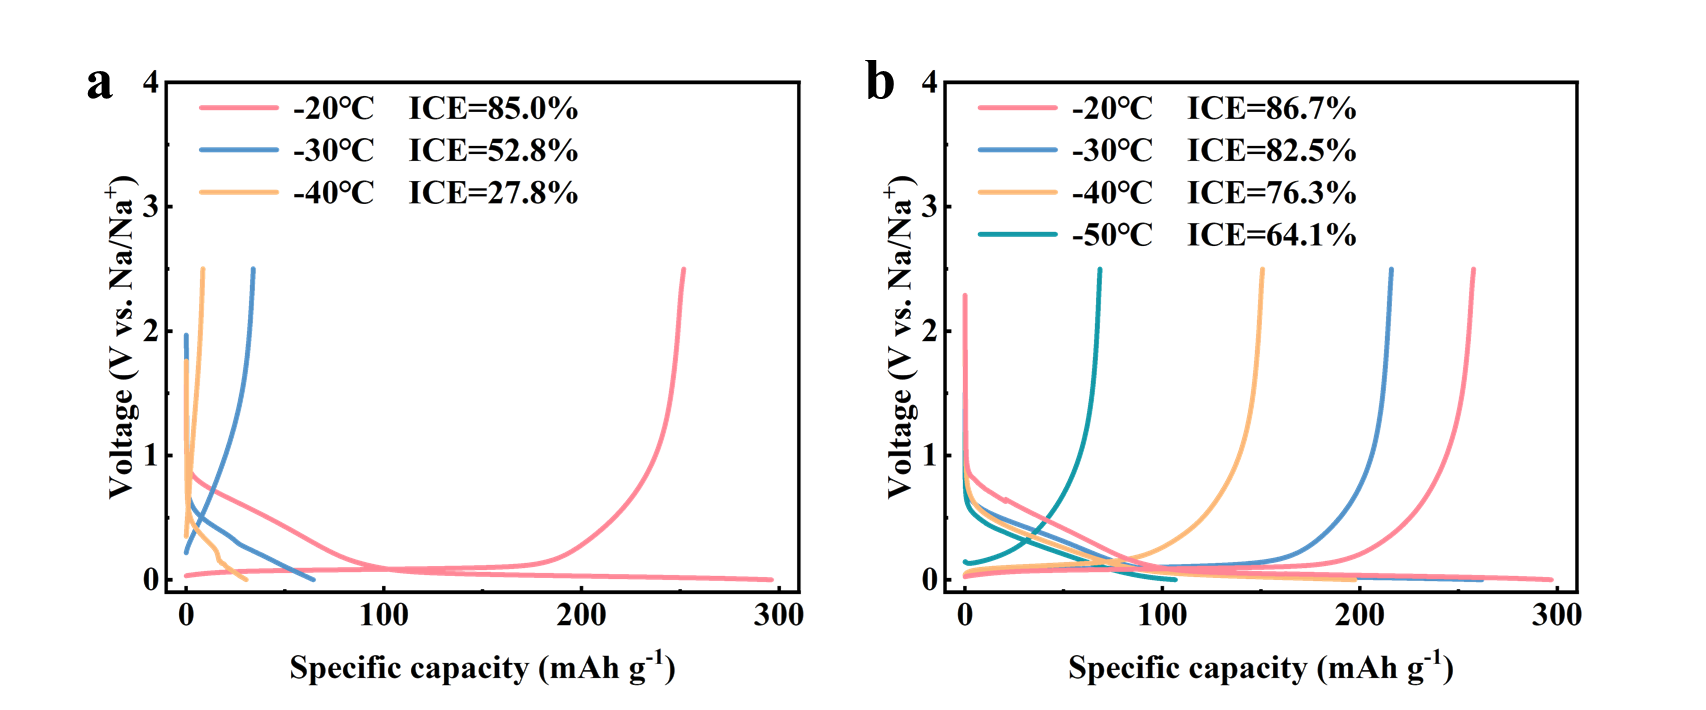 a
4
3
2
1
0
Voltage (V vs. Na/Na⁺)
-20℃ ICE=85.0%
-30℃ ICE=52.8%
-40℃ ICE=27.8%
0 100 200 300
Specific capacity (mAh g⁻¹)
b
4
3
2
1
0
Voltage (V vs. Na/Na⁺)
-20℃ ICE=86.7%
-30℃ ICE=82.5%
-40℃ ICE=76.3%
-50℃ ICE=64.1%
0 100 200 300
Specific capacity (mAh g⁻¹)